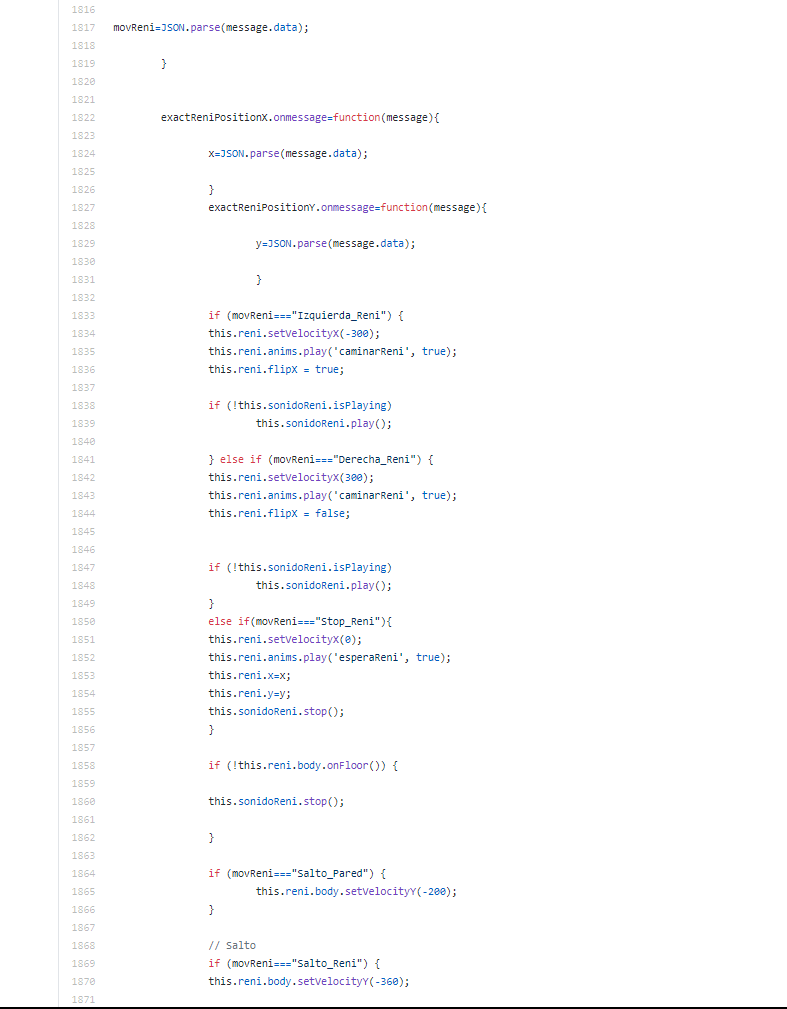 1816
1817 movReni=JSON.parse(message.data);
1818
1819 }
1820
1821
1822 exactReniPositionX.onmessage=function(message){
1823
1824 x=JSON.parse(message.data);
1825
1826 }
1827 exactReniPositionY.onmessage=function(message){
1828
1829 y=JSON.parse(message.data);
1830
1831 }
1832
1833 if (movReni==="Izquierda_Reni") {
1834 this.reni.setVelocityX(-300);
1835 this.reni.anims.play('caminarReni', true);
1836 this.reni.flipX = true;
1837
1838 if (!this.sonidoReni.isPlaying)
1839 this.sonidoReni.play();
1840
1841 } else if (movReni==="Derecha_Reni") {
1842 this.reni.setVelocityX(300);
1843 this.reni.anims.play('caminarReni', true);
1844 this.reni.flipX = false;
1845
1846
1847 if (!this.sonidoReni.isPlaying)
1848 this.sonidoReni.play();
1849 }
1850 else if(movReni==="Stop_Reni"){
1851 this.reni.setVelocityX(0);
1852 this.reni.anims.play('esperaReni', true);
1853 this.reni.x=x;
1854 this.reni.y=y;
1855 this.sonidoReni.stop();
1856 }
1857
1858 if (!this.reni.body.onFloor()) {
1859
1860 this.sonidoReni.stop();
1861
1862 }
1863
1864 if (movReni==="Salto_Pared") {
1865 this.reni.body.setVelocityY(-200);
1866 }
1867
1868 // Salto
1869 if (movReni==="Salto_Reni") {
1870 this.reni.body.setVelocityY(-360);
1871